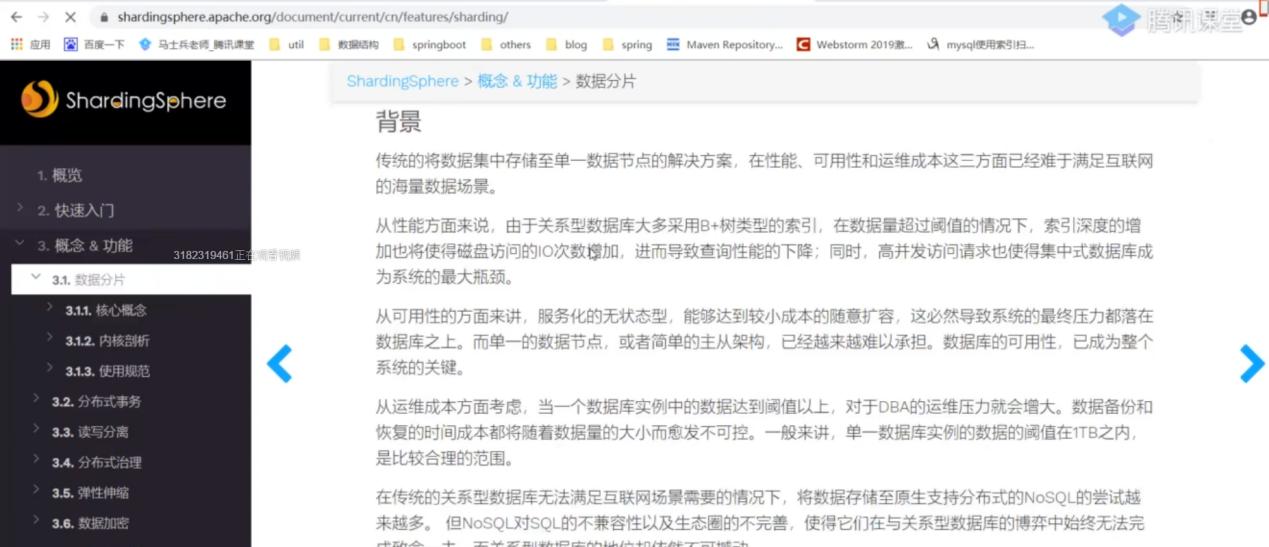 shardingsphere.apache.org/document/current/cn/features/sharding/
腾讯课堂
应用 百度一下 马士兵老师_腾讯课堂 util 数据结构 springboot others blog spring Maven Repository... Webstorm 2019激... mysql使用索引扫...
ShardingSphere
ShardingSphere > 概念 & 功能 > 数据分片
1. 概览
2. 快速入门
3. 概念 & 功能
3182319461正在观看视频
3.1. 数据分片
3.1.1. 核心概念
3.1.2. 内核剖析
3.1.3. 使用规范
3.2. 分布式事务
3.3. 读写分离
3.4. 分布式治理
3.5. 弹性伸缩
3.6. 数据加密
背景
传统的将数据集中存储至单一数据节点的解决方案，在性能、可用性和运维成本这三方面已经难于满足互联网
的海量数据场景。
从性能方面来说，由于关系型数据库大多采用B+树类型的索引，在数据量超过阈值的情况下，索引深度的增
加也将使得磁盘访问的IO次数增加，进而导致查询性能的下降；同时，高并发访问请求也使得集中式数据库成
为系统的最大瓶颈。
从可用性的方面来讲，服务化的无状态型，能够达到较小成本的随意扩容，这必然导致系统的最终压力都落在
数据库之上。而单一的数据节点，或者简单的主从架构，已经越来越难以承担。数据库的可用性，已成为整个
系统的关键。
从运维成本方面考虑，当一个数据库实例中的数据达到阈值以上，对于DBA的运维压力就会增大。数据备份和
恢复的时间成本都将随着数据量的大小而愈发不可控。一般来讲，单一数据库实例的数据的阈值在1TB之内，
是比较合理的范围。
在传统的关系型数据库无法满足互联网场景需要的情况下，将数据存储至原生支持分布式的NoSQL的尝试越
来越多。 但NoSQL对SQL的不兼容性以及生态圈的不完善，使得它们在与关系型数据库的博弈中始终无法完